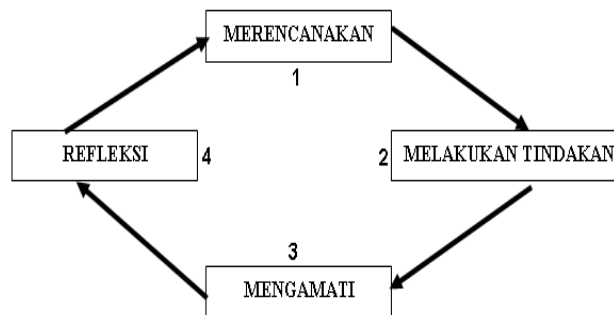 MERENCANAKAN
1
REFLEKSI
4
2
MELAKUKAN TINDAKAN
3
MENGAMATI